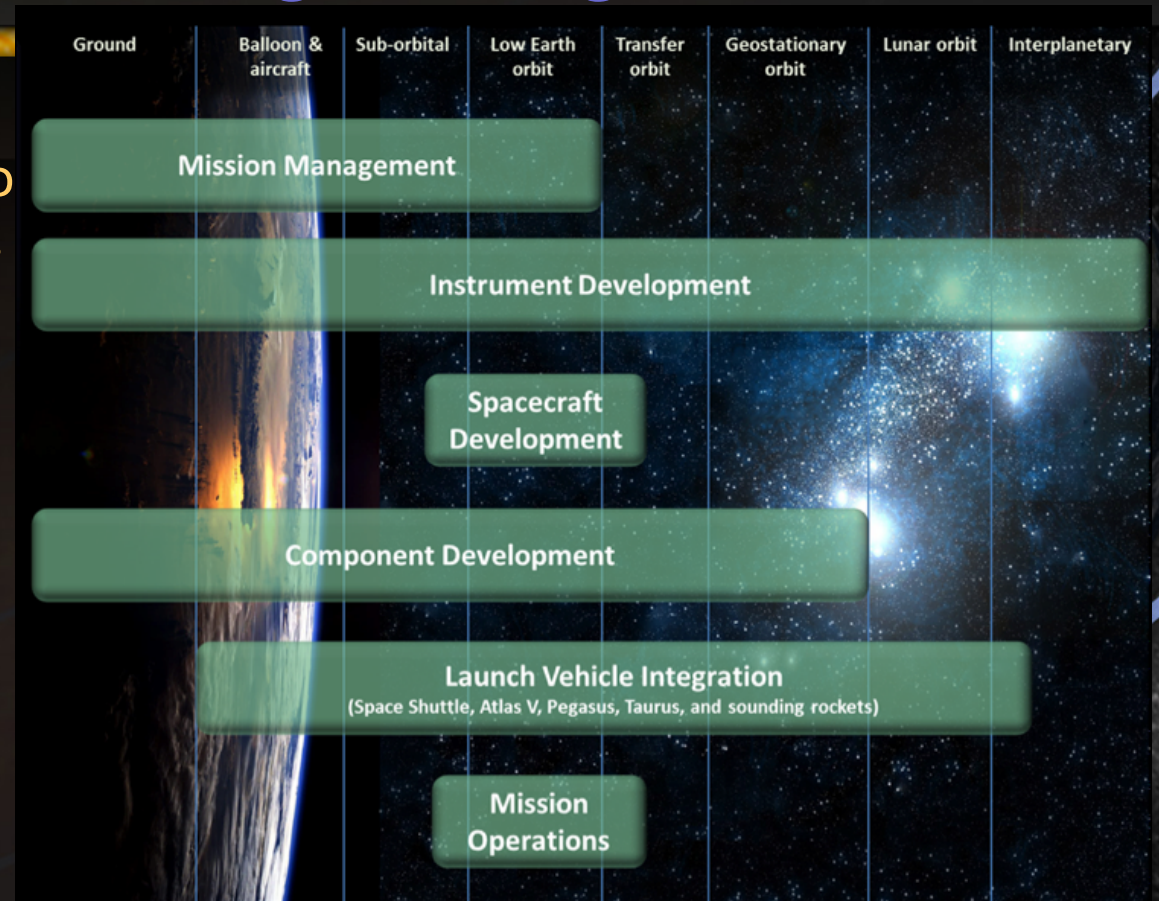 Ground Balloon & Sub-orbital Low Earth Transfer Geostationary Lunar orbit Interplanetary
aircraft orbit orbit orbit
Mission Management
Instrument Development
Spacecraft
Development
Component Development
Launch Vehicle Integration
(Space Shuttle, Atlas V, Pegasus, Taurus, and sounding rockets)
Mission
Operations